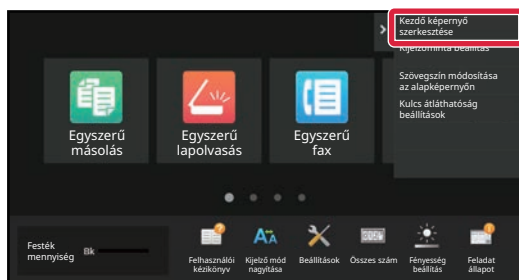 Kezdő képernyő
szerkesztése
Kijelzőminta beállítás
Szövegszín módosítása
az alapképernyőn
Kulcs átláthatóság
beállítások
Egyszerű
másolás
Egyszerű
lapolvasás
Egyszerű
fax
Festék
mennyiség
Bk
Felhasználói
kézikönyv
Kijelző mód
nagyítása
Beállítások
Összes szám
Fényesség
beállítás
Feladat
állapot